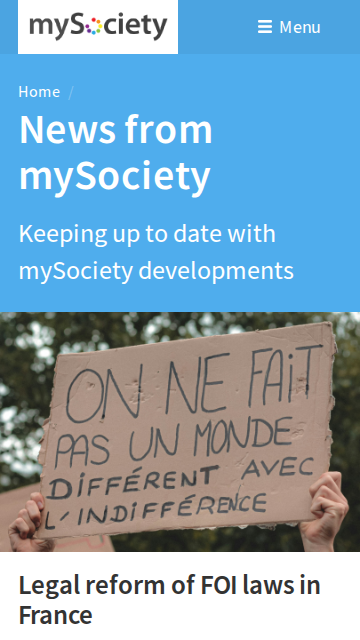 mySociety
Menu
Home /
News from
mySociety
Keeping up to date with
mySociety developments
ON NE FAiT
PAS UN MONDE
DiFFÉRENT AVEC
L'INDiFFÉRENCE
Legal reform of FOI laws in
France